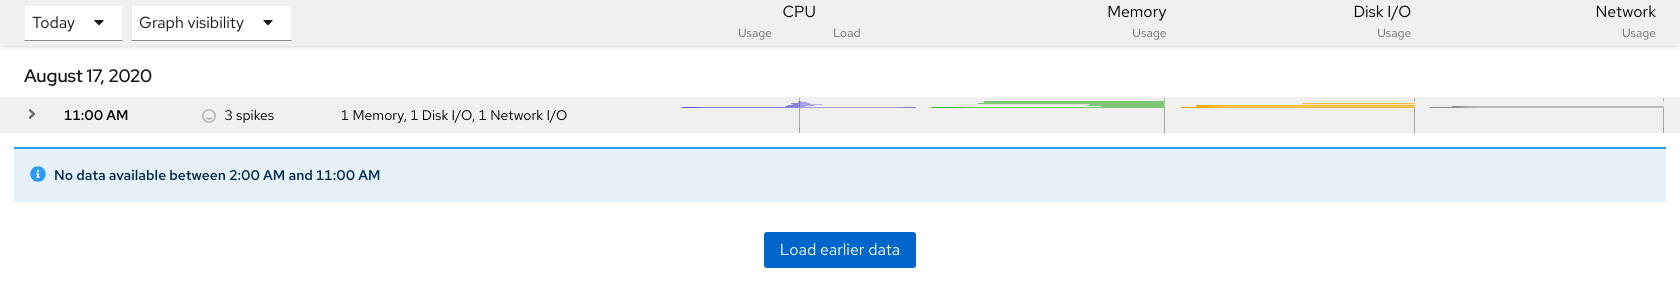 Today Graph visibility CPU Memory Disk I/O Network
Usage Load Usage Usage Usage
August 17, 2020
11:00 AM 3 spikes 1 Memory, 1 Disk I/O, 1 Network I/O
No data available between 2:00 AM and 11:00 AM
Load earlier data